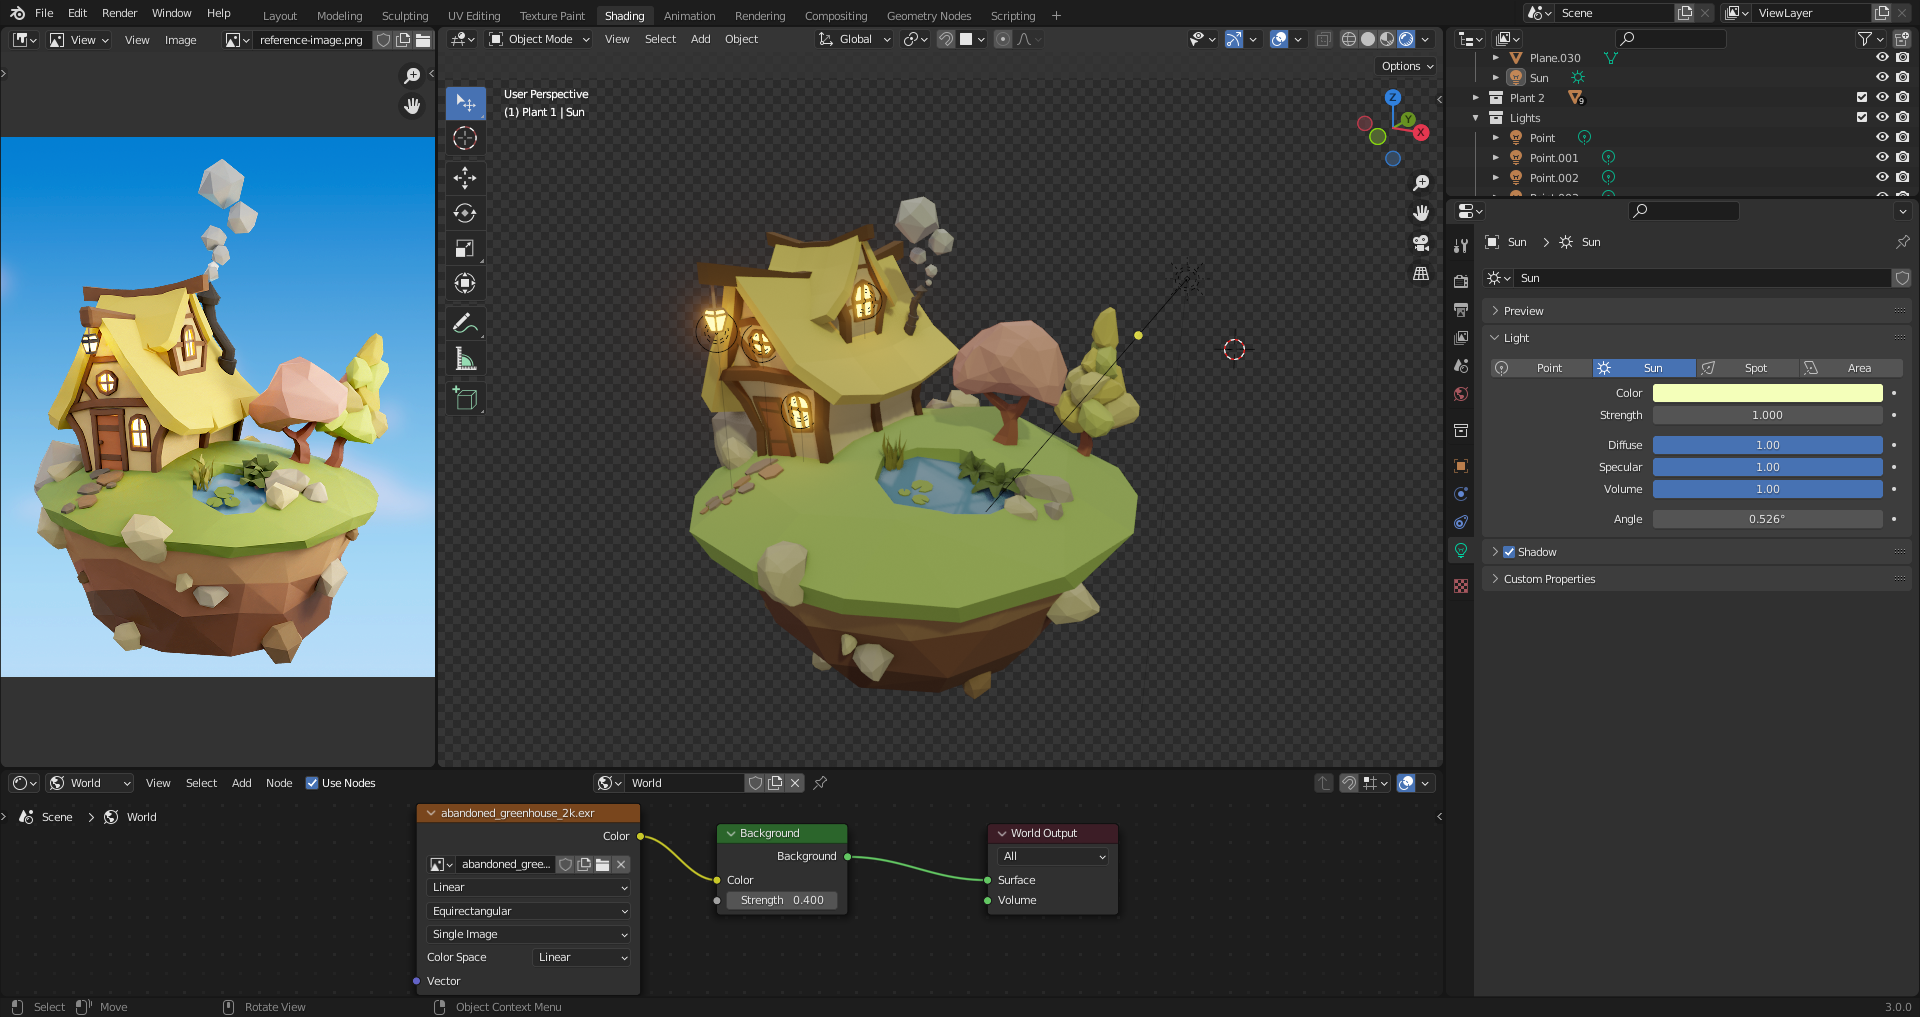 File Edit Render Window Help
Layout Modeling Sculpting UV Editing Texture Paint Shading Animation Rendering Compositing Geometry Nodes Scripting +
Scene
ViewLayer
View View Image reference-image.png
Object Mode View Select Add Object Global
Options
User Perspective
(1) Plant 1 | Sun
Z
Y
X
Plane.030
Sun
Plant 2 9
Lights
Point
Point.001
Point.002
Sun > Sun
Sun
Preview
Light
Point Sun Spot Area
Color
Strength 1.000
Diffuse 1.00
Specular 1.00
Volume 1.00
Angle 0.526°
Shadow
Custom Properties
World View Select Add Node Use Nodes World
Scene > World
abandoned_greenhouse_2k.exr
Color
abandoned_gree...
Linear
Equirectangular
Single Image
Color Space Linear
Vector
Background
Background
Color
Strength 0.400
World Output
All
Surface
Volume
Select Move Rotate View Object Context Menu 3.0.0